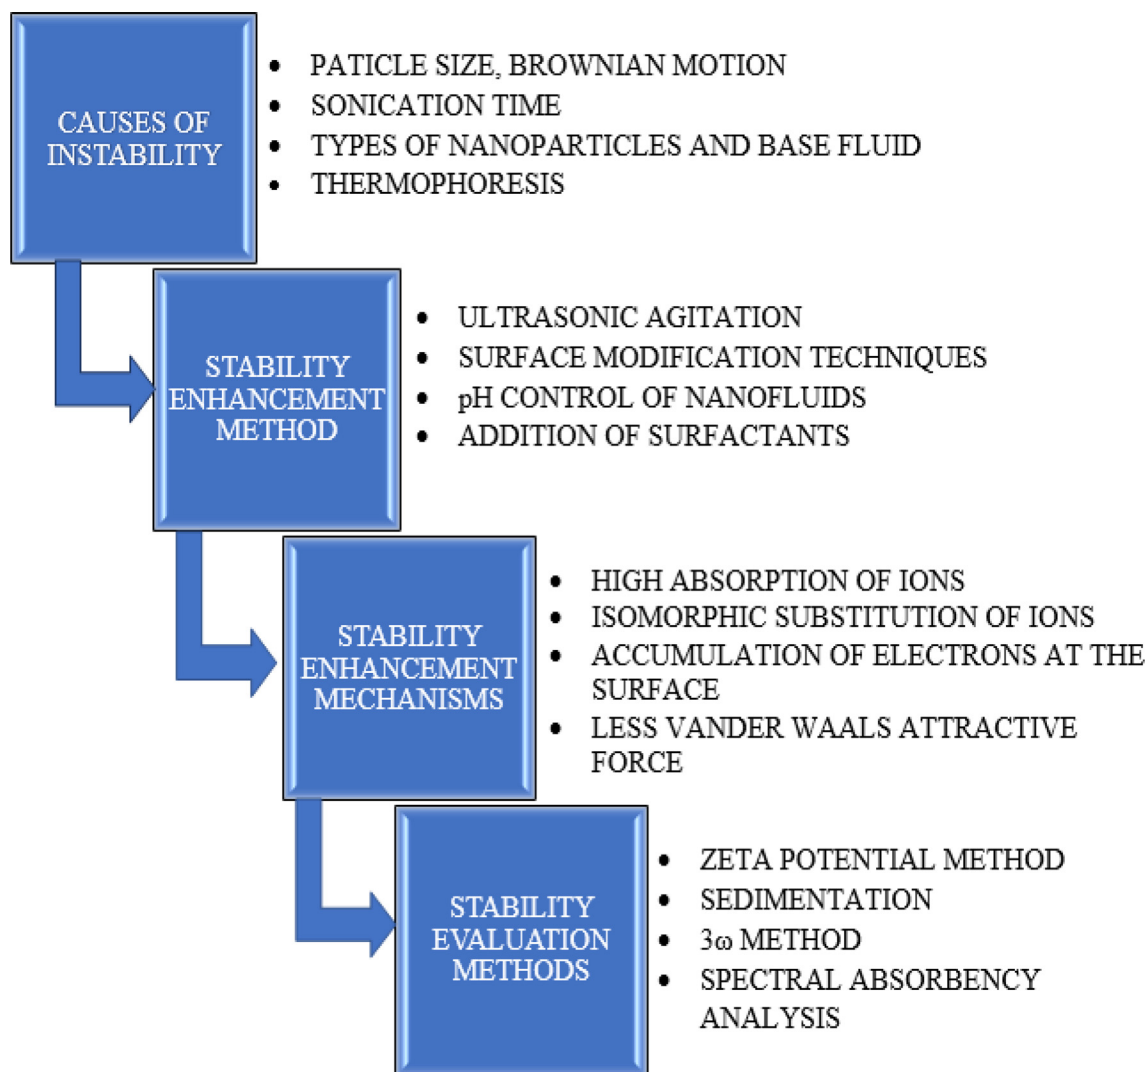 CAUSES OF
INSTABILITY
• PATICLE SIZE, BROWNIAN MOTION
• SONICATION TIME
• TYPES OF NANOPARTICLES AND BASE FLUID
• THERMOPHORESIS
STABILITY
ENHANCEMENT
METHOD
• ULTRASONIC AGITATION
• SURFACE MODIFICATION TECHNIQUES
• pH CONTROL OF NANOFLUIDS
• ADDITION OF SURFACTANTS
STABILITY
ENHANCEMENT
MECHANISMS
• HIGH ABSORPTION OF IONS
• ISOMORPHIC SUBSTITUTION OF IONS
• ACCUMULATION OF ELECTRONS AT THE
SURFACE
• LESS VANDER WAALS ATTRACTIVE
FORCE
STABILITY
EVALUATION
METHODS
• ZETA POTENTIAL METHOD
• SEDIMENTATION
• 3ω METHOD
• SPECTRAL ABSORBENCY
ANALYSIS